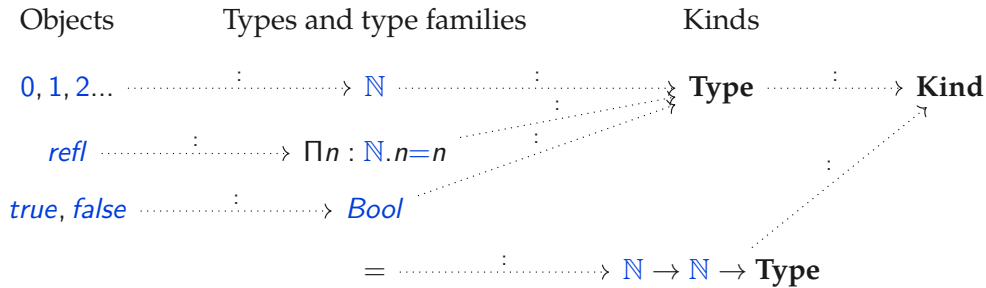 Objects Types and type families Kinds
0, 1, 2... : ℕ : Type : Kind
refl : Πn : ℕ.n=n :
true, false : Bool :
= : ℕ → ℕ → Type :